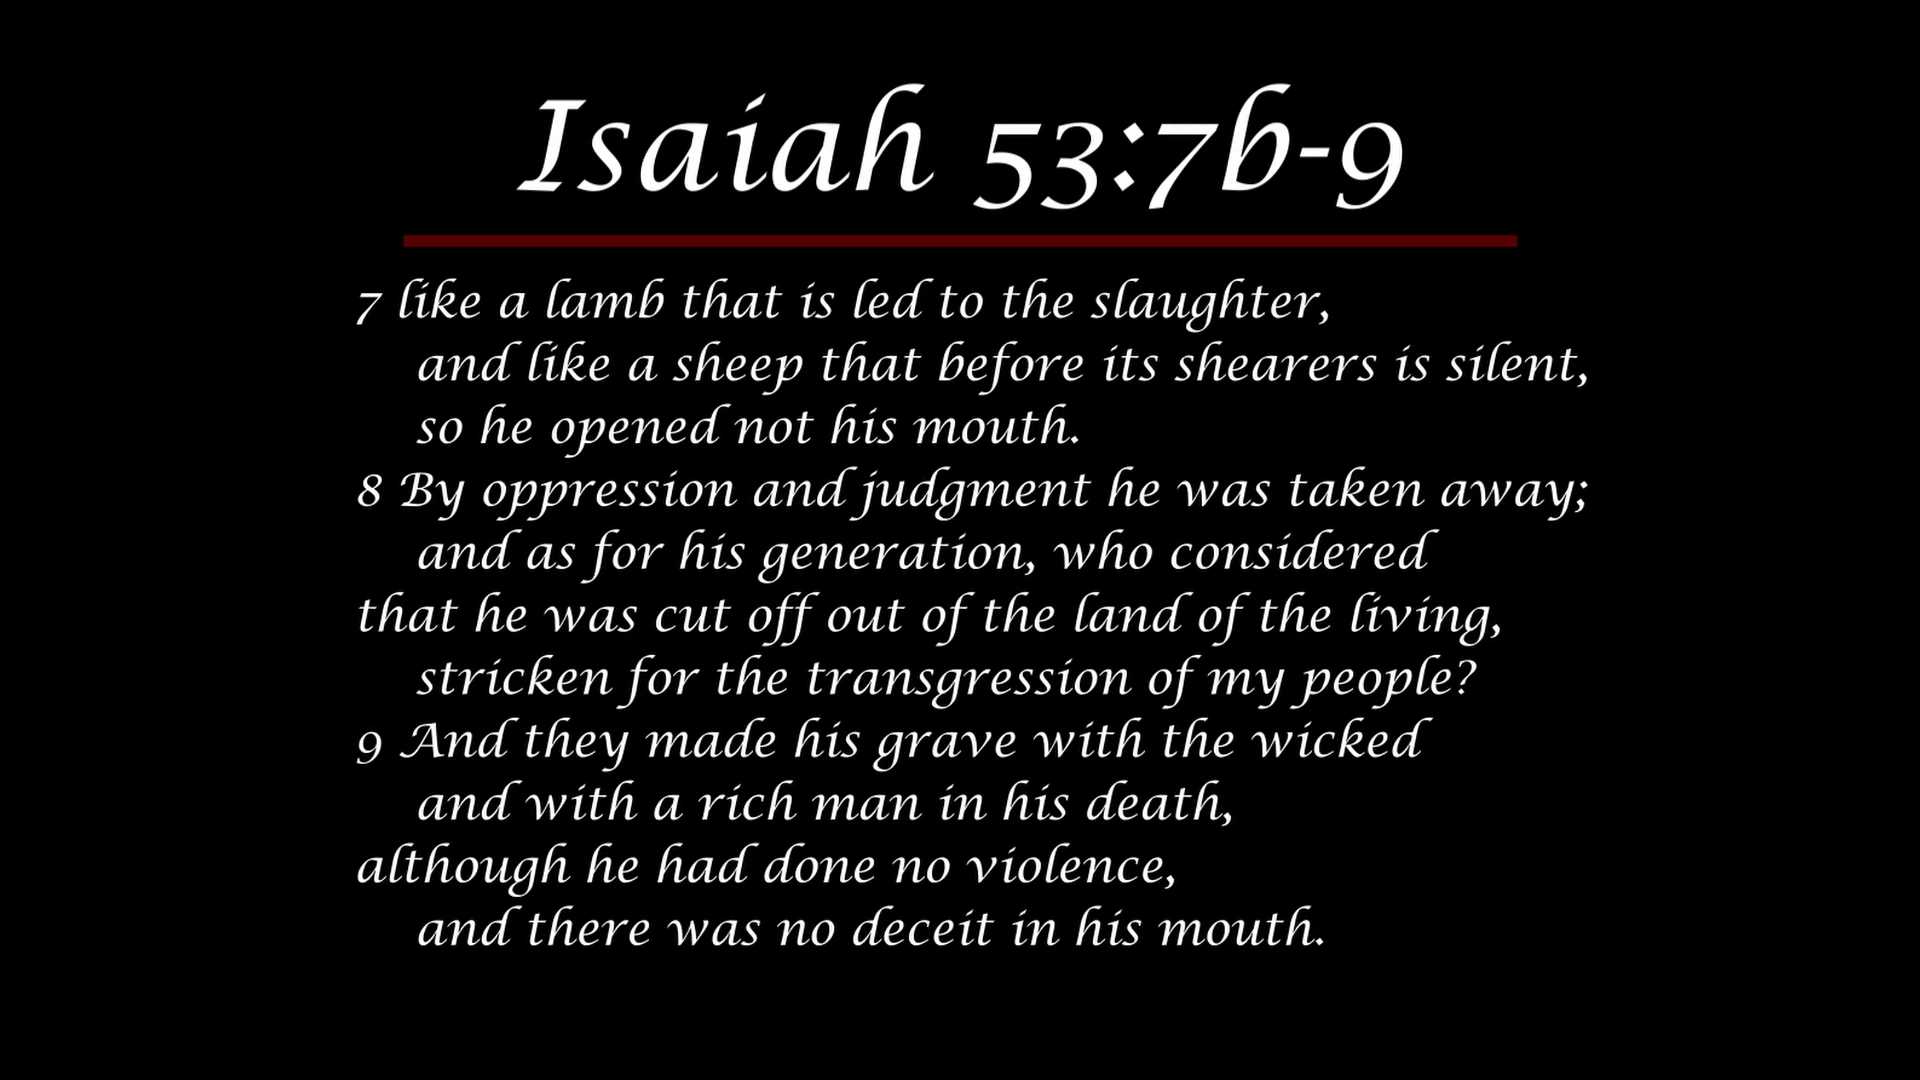 Isaiah 53:7b-9
7 like a lamb that is led to the slaughter,
and like a sheep that before its shearers is silent,
so he opened not his mouth.
8 By oppression and judgment he was taken away;
and as for his generation, who considered
that he was cut off out of the land of the living,
stricken for the transgression of my people?
9 And they made his grave with the wicked
and with a rich man in his death,
although he had done no violence,
and there was no deceit in his mouth.